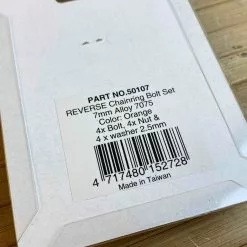 PART NO.50107
REVERSE Chainring Bolt Set
7mm Alloy 7075
Color: Orange
4x Bolt, 4x Nut &
4 x washer 2.5mm
4 717480 152728
Made in Taiwan